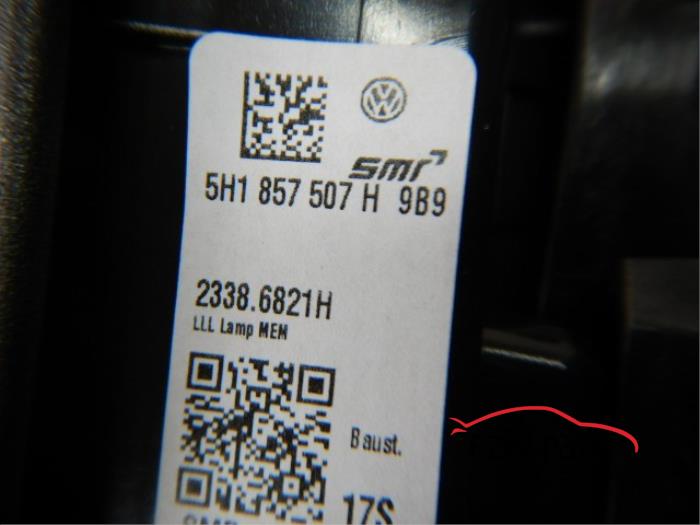 smr
5H1 857 507 H 9B9
2338.6821H
LLL Lamp MEM
Baust.
17S